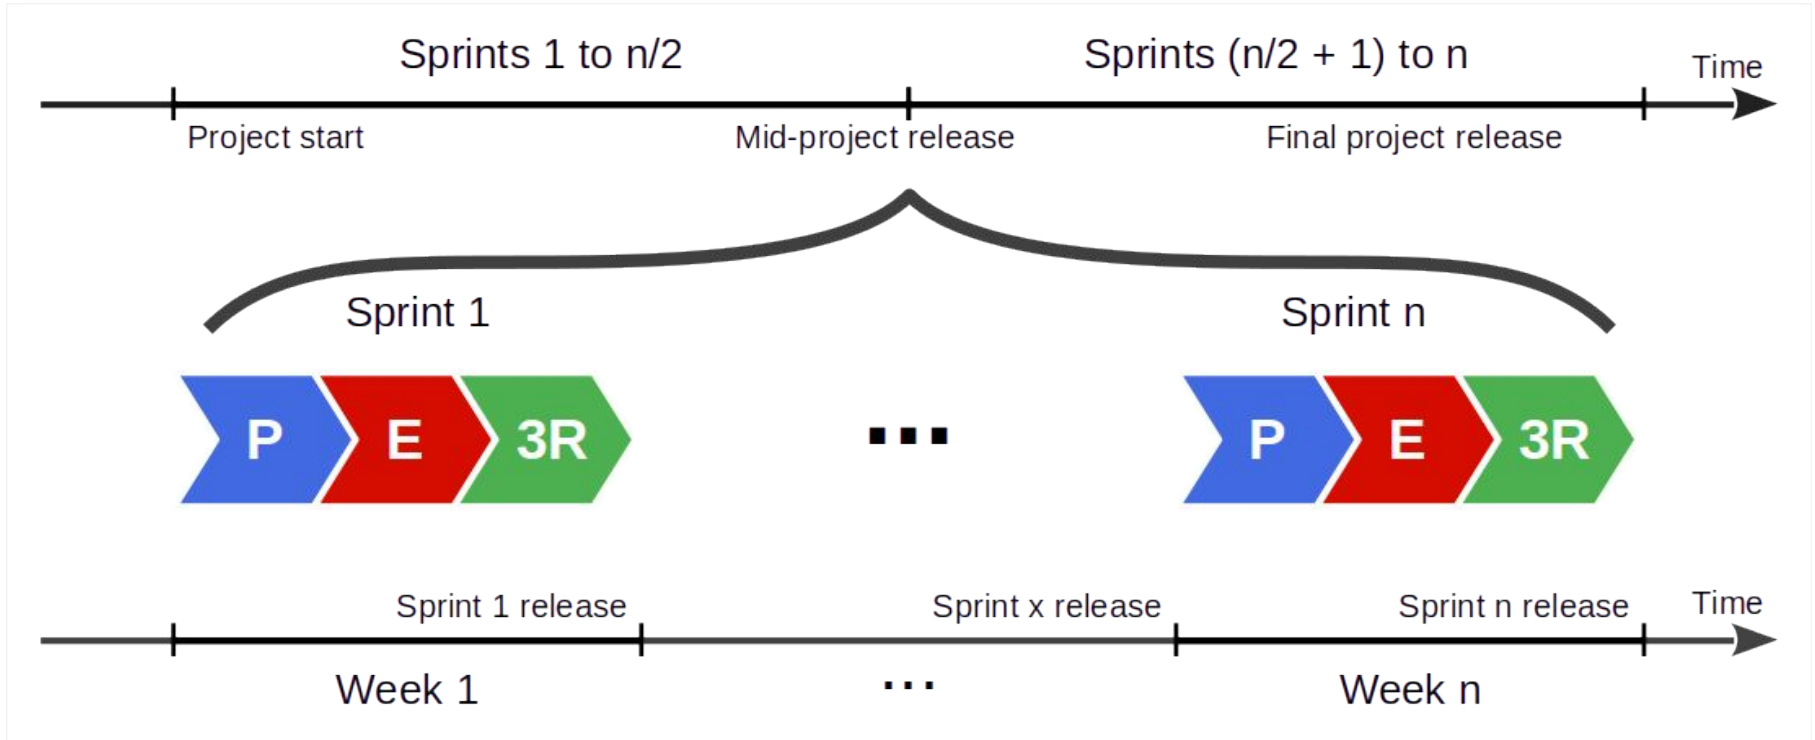 Sprints 1 to n/2
Sprints (n/2 + 1) to n
Time
Project start
Mid-project release
Final project release
Sprint 1
Sprint n
P
E
3R
...
P
E
3R
Sprint 1 release
Sprint x release
Sprint n release
Time
Week 1
...
Week n